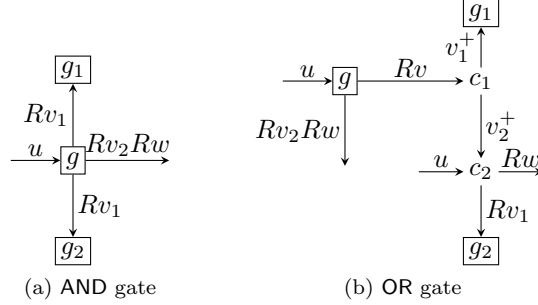 g₁
Rv₁
u g Rv₂Rw
Rv₁
g₂
(a) AND gate
g₁
v₁⁺
u g Rv c₁
Rv₂Rw
v₂⁺
u c₂ Rw
Rv₁
g₂
(b) OR gate